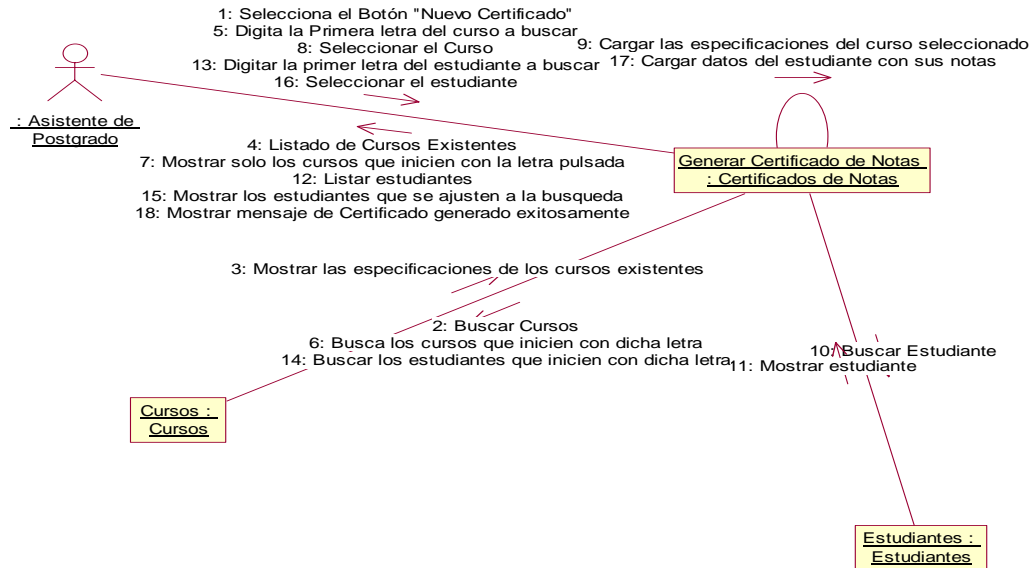 1: Selecciona el Botón "Nuevo Certificado"
5: Digita la Primera letra del curso a buscar
8: Seleccionar el Curso
13: Digitar la primer letra del estudiante a buscar
16: Seleccionar el estudiante
9: Cargar las especificaciones del curso seleccionado
17: Cargar datos del estudiante con sus notas
: Asistente de
Postgrado
4: Listado de Cursos Existentes
7: Mostrar solo los cursos que inicien con la letra pulsada
12: Listar estudiantes
15: Mostrar los estudiantes que se ajusten a la busqueda
18: Mostrar mensaje de Certificado generado exitosamente
Generar Certificado de Notas
: Certificados de Notas
3: Mostrar las especificaciones de los cursos existentes
2: Buscar Cursos
6: Busca los cursos que inicien con dicha letra
14: Buscar los estudiantes que inicien con dicha letra
10: Buscar Estudiante
11: Mostrar estudiante
Cursos :
Cursos
Estudiantes :
Estudiantes